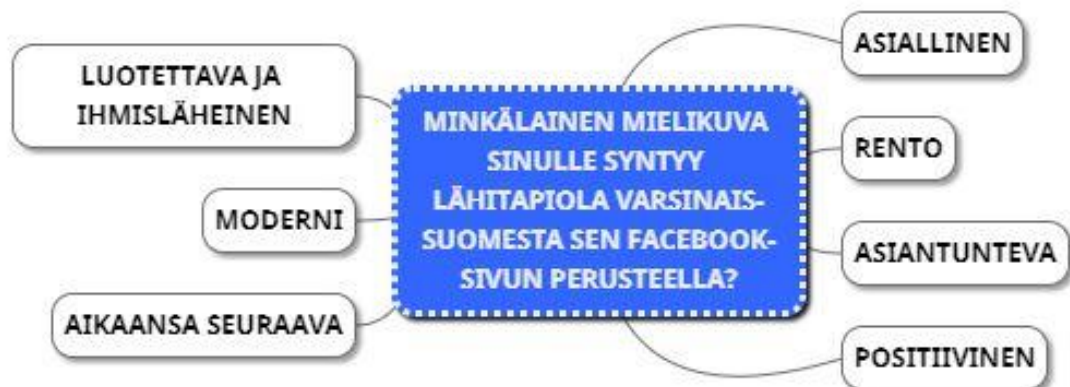 LUOTETTAVA JA
IHMISLÄHEINEN
MODERNI
AIKAANSA SEURAAVA
MINKÄLAINEN MIELIKUVA
SINULLE SYNTYY
LÄHITAPIOLA VARSINAIS-
SUOMESTA SEN FACEBOOK-
SIVUN PERUSTEELLA?
ASIALLINEN
RENTO
ASIANTUNTEVA
POSITIIVINEN